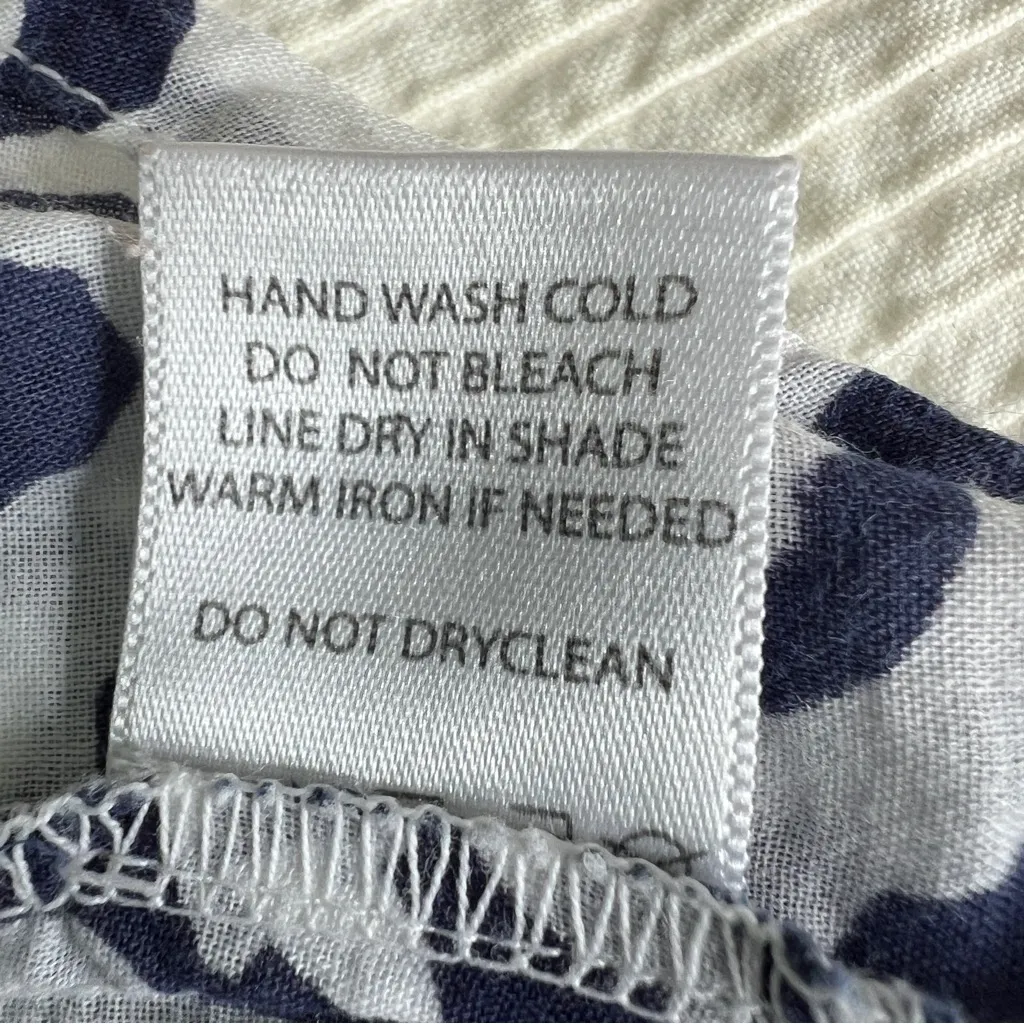 HAND WASH COLD
DO NOT BLEACH
LINE DRY IN SHADE
WARM IRON IF NEEDED
DO NOT DRYCLEAN